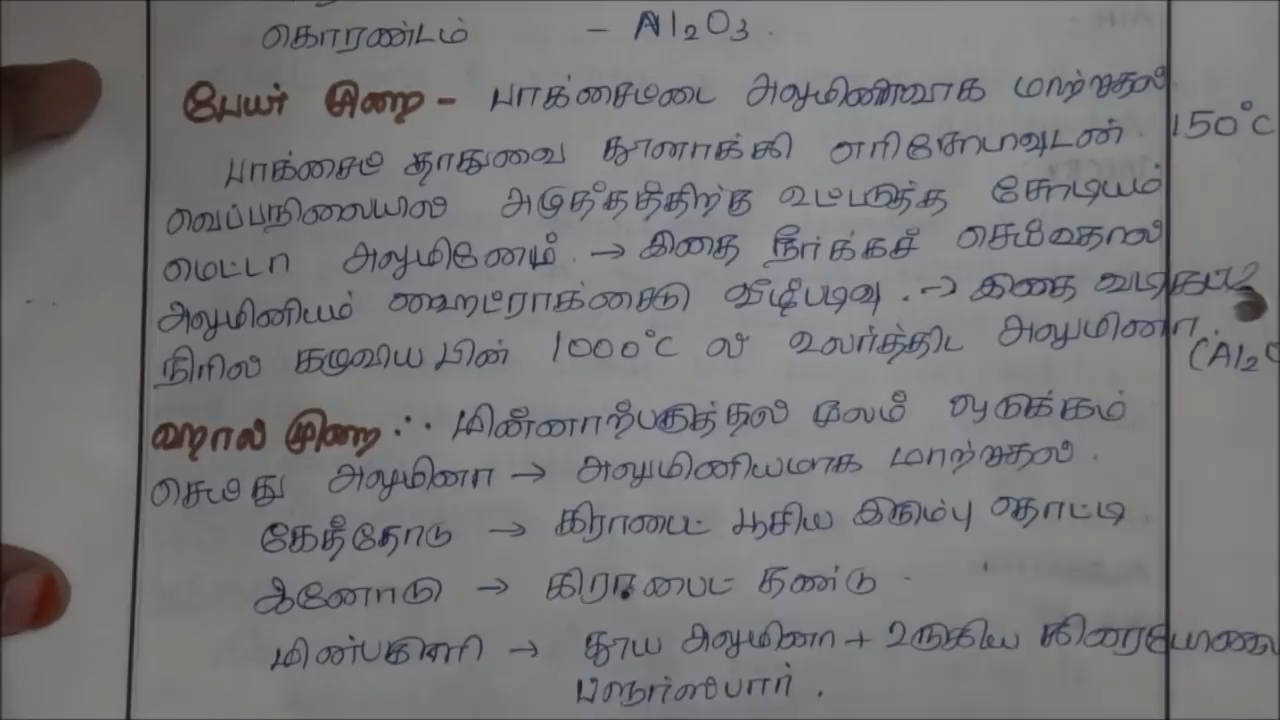 கொரண்டம் - Al2O3.
பேயர் முறை - பாக்சைடை அலுமினாவாக மாற்றுதல்
பாக்சைட் தாதுவை தூளாக்கி எரிசோடாவுடன் 150°C
வெப்பநிலையில் அழுத்தத்திற்கு உட்படுத்த சோடியம்
மெட்டா அலுமினேட் → இதை நீர்க்கச் செய்வதால்
அலுமினியம் ஹைட்ராக்சைடு வீழ்படிவு. → இதை வடிகட்டி
நீரில் கழுவிய பின் 1000°C ல் உலர்த்திட அலுமினா.
(Al2O
ஹால் முறை ∴ மின்னாற்பகுத்தல் மூலம் ஒடுக்கம்
செய்து அலுமினா → அலுமினியமாக மாற்றுதல்.
கேத்தோடு → கிராபைட் பூசிய இரும்பு தொட்டி
ஆனோடு → கிராபைட் தண்டு.
மின்பகுளி → தூய அலுமினா + உருகிய கிரையோலை
ப்ளுர்ஸ்பார்.